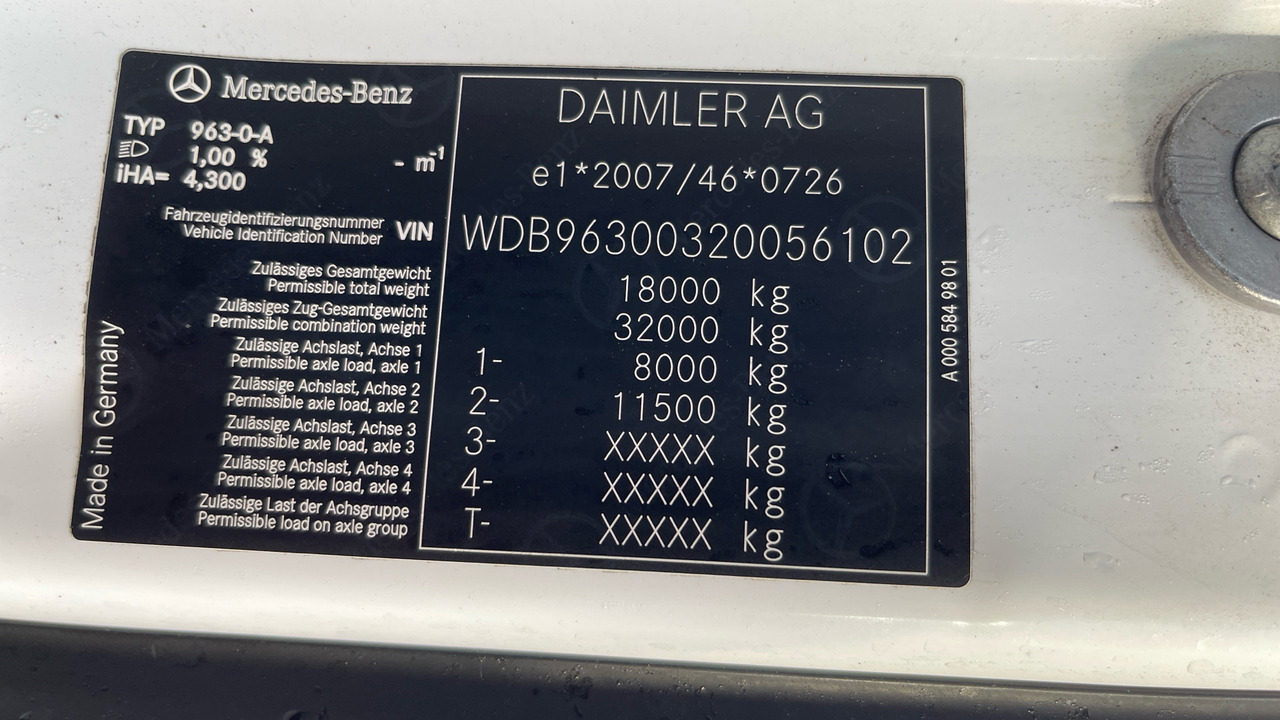 Mercedes-Benz
TYP 963-0-A
1,00 % - m-1
iHA= 4,300
DAIMLER AG
e1*2007/46*0726
Fahrzeugidentifizierungsnummer
Vehicle Identification Number VIN WDB96300320056102
Zulässiges Gesamtgewicht
Permissible total weight 18000 kg
Zulässiges Zug-Gesamtgewicht
Permissible combination weight 32000 kg
Zulässige Achslast, Achse 1
Permissible axle load, axle 1 1- 8000 kg
Zulässige Achslast, Achse 2
Permissible axle load, axle 2 2- 11500 kg
Zulässige Achslast, Achse 3
Permissible axle load, axle 3 3- XXXXX kg
Zulässige Achslast, Achse 4
Permissible axle load, axle 4 4- XXXXX kg
Zulässige Last der Achsgruppe
Permissible load on axle group T- XXXXX kg
Made in Germany
A 000 584 98 01